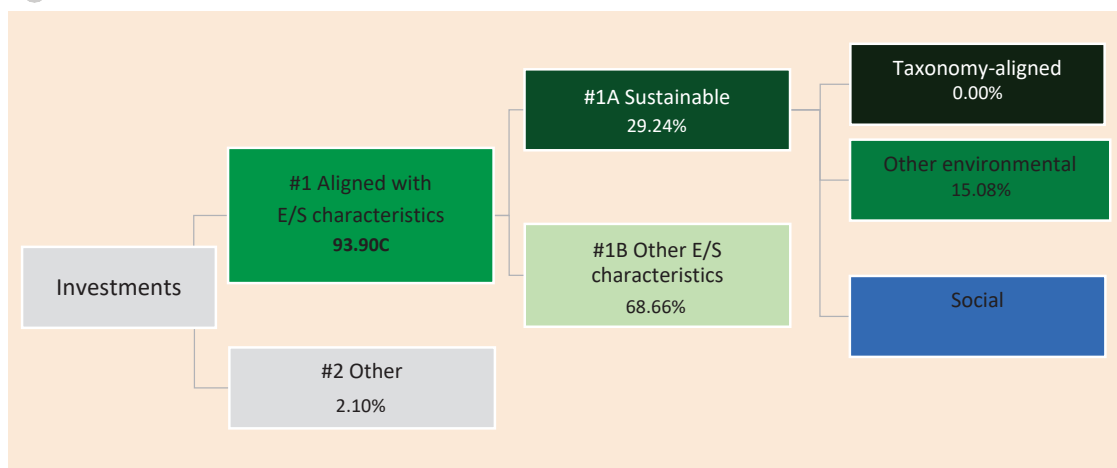 Investments
#1 Aligned with
E/S characteristics
93.90C
#2 Other
2.10%
#1A Sustainable
29.24%
#1B Other E/S
characteristics
68.66%
Taxonomy-aligned
0.00%
Other environmental
15.08%
Social